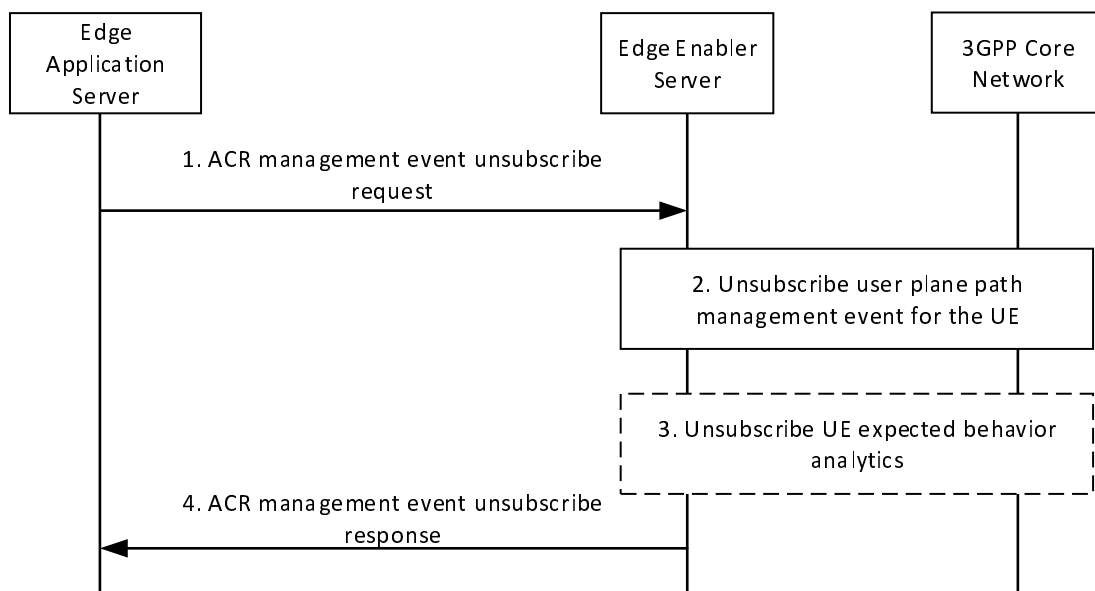 Edge
Application
Server
Edge Enabler
Server
3GPP Core
Network
1. ACR management event unsubscribe
request
2. Unsubscribe user plane path
management event for the UE
3. Unsubscribe UE expected behavior
analytics
4. ACR management event unsubscribe
response